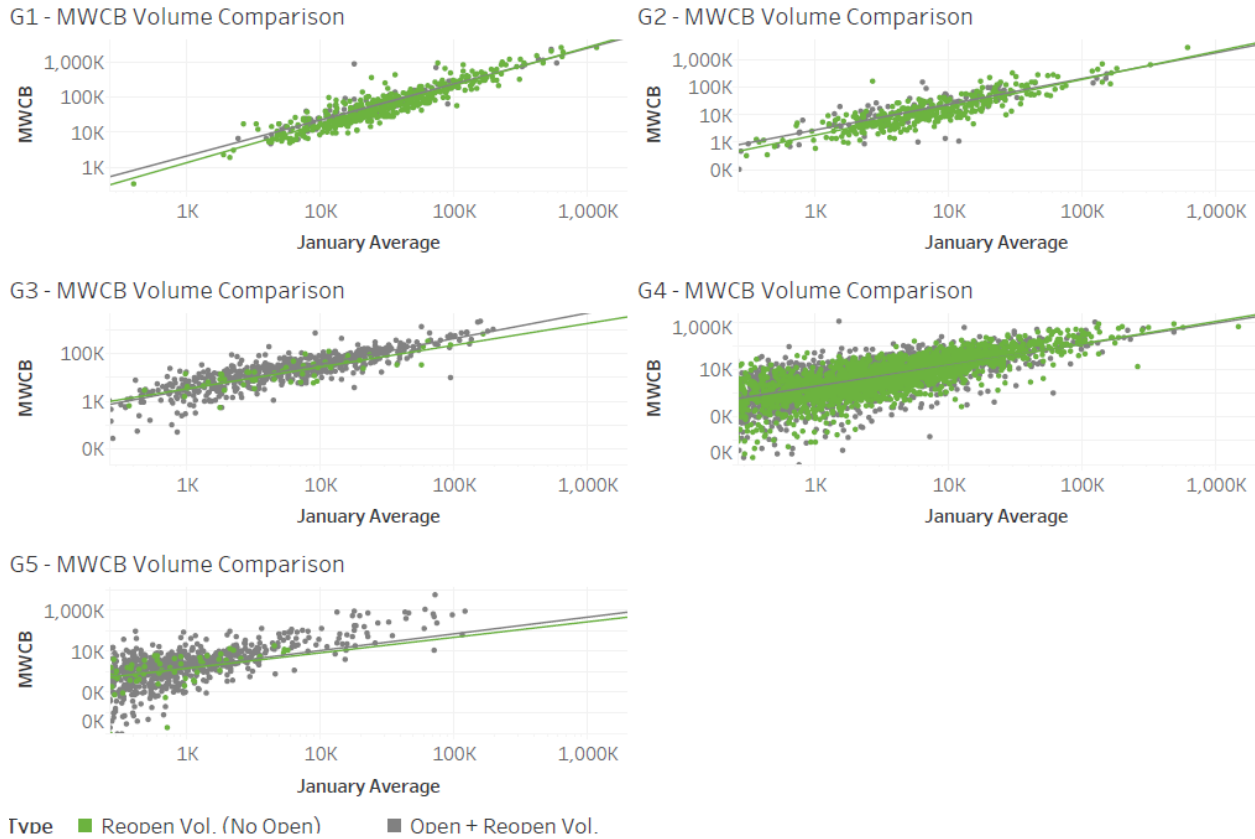 G1 - MWCB Volume Comparison
MWCB
1,000K
100K
10K
1K
1K 10K 100K 1,000K
January Average
G2 - MWCB Volume Comparison
MWCB
1,000K
100K
10K
1K
0K
1K 10K 100K 1,000K
January Average
G3 - MWCB Volume Comparison
MWCB
100K
1K
0K
1K 10K 100K 1,000K
January Average
G4 - MWCB Volume Comparison
MWCB
1,000K
10K
0K
0K
1K 10K 100K 1,000K
January Average
G5 - MWCB Volume Comparison
MWCB
1,000K
10K
0K
0K
1K 10K 100K 1,000K
January Average
Type Reopen Vol. (No Open) Open + Reopen Vol.